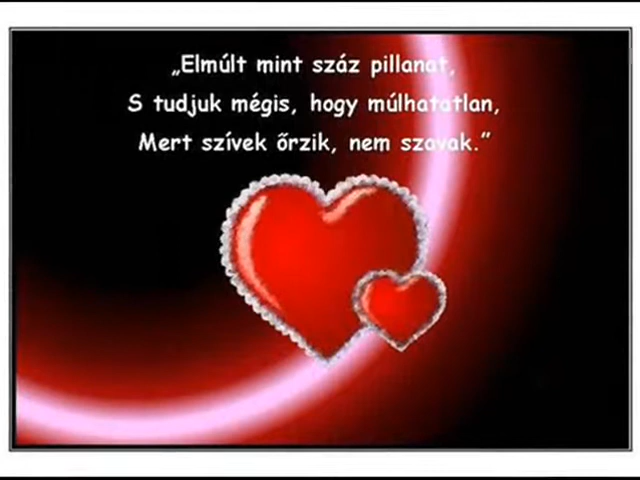 „Elmúlt mint száz pillanat,
S tudjuk mégis, hogy múlhatatlan,
Mert szívek őrzik, nem szavak.”